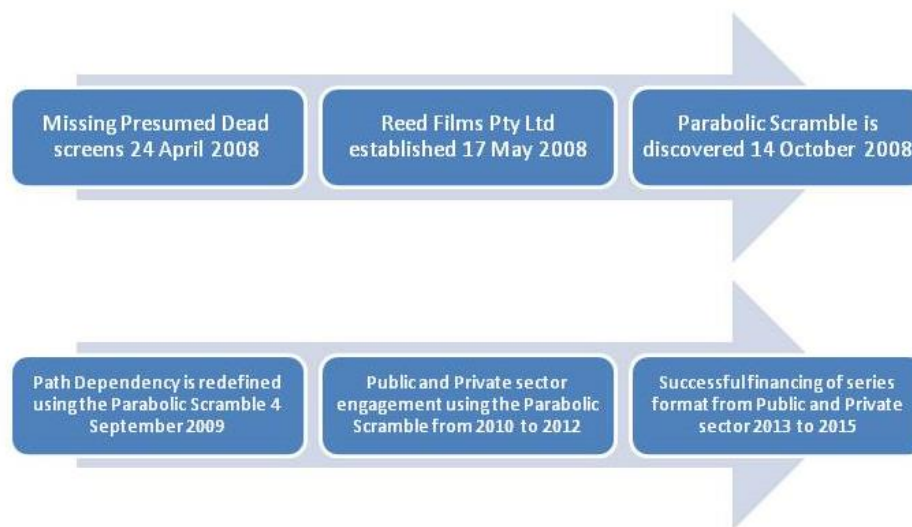 Missing Presumed Dead
screens 24 April 2008
Reed Films Pty Ltd
established 17 May 2008
Parabolic Scramble is
discovered 14 October 2008
Path Dependency is redefined
using the Parabolic Scramble 4
September 2009
Public and Private sector
engagement using the Parabolic
Scramble from 2010 to 2012
Successful financing of series
format from Public and Private
sector 2013 to 2015